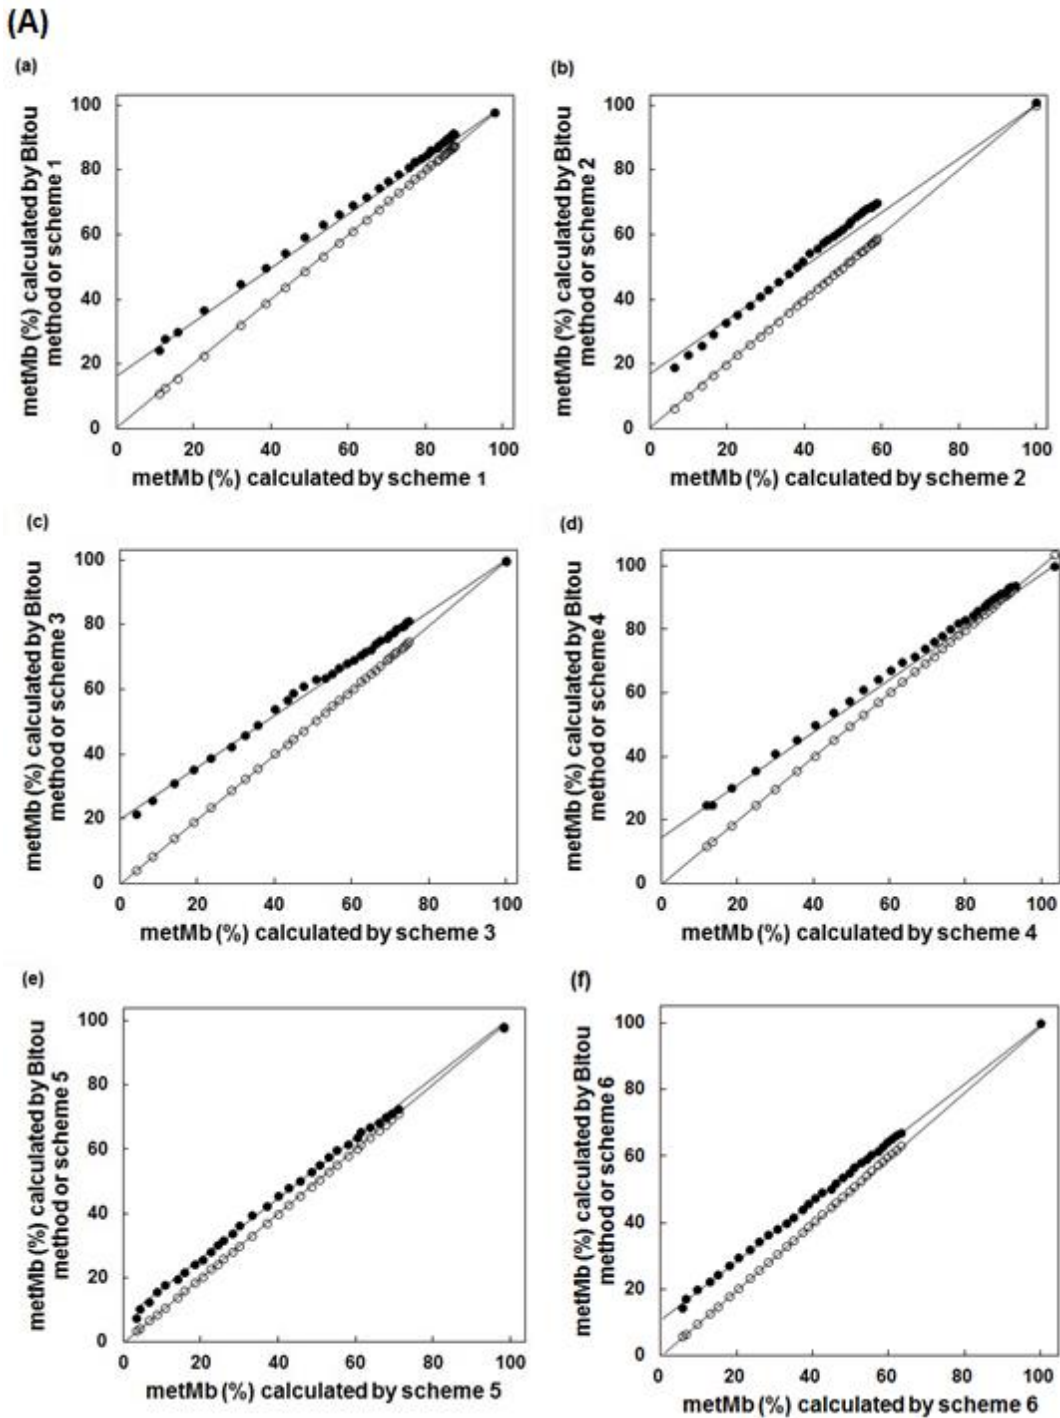 (A)
(a)
metMb (%) calculated by Bitou
method or scheme 1
100
80
60
40
20
0
0 20 40 60 80 100
metMb (%) calculated by scheme 1
(b)
metMb (%) calculated by Bitou
method or scheme 2
100
80
60
40
20
0
0 20 40 60 80 100
metMb (%) calculated by scheme 2
(c)
metMb (%) calculated by Bitou
method or scheme 3
100
80
60
40
20
0
0 20 40 60 80 100
metMb (%) calculated by scheme 3
(d)
metMb (%) calculated by Bitou
method or scheme 4
100
80
60
40
20
0
0 20 40 60 80 100
metMb (%) calculated by scheme 4
(e)
metMb (%) calculated by Bitou
method or scheme 5
100
80
60
40
20
0
0 20 40 60 80 100
metMb (%) calculated by scheme 5
(f)
metMb (%) calculated by Bitou
method or scheme 6
100
80
60
40
20
0
0 20 40 60 80 100
metMb (%) calculated by scheme 6